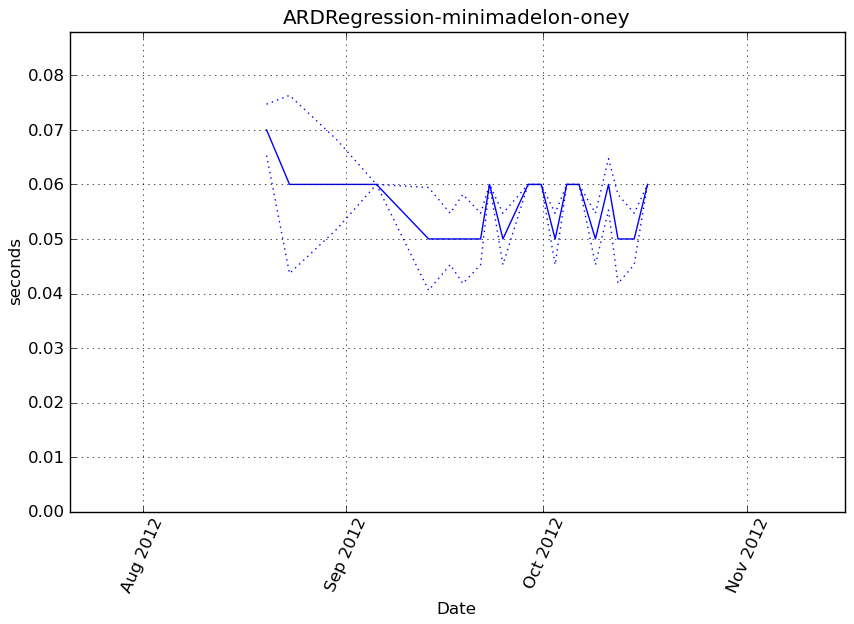 ARDRegression-minimadelon-oney
0.08
0.07
0.06
0.05
0.04
0.03
0.02
0.01
0.00
seconds
Aug 2012
Sep 2012
Oct 2012
Nov 2012
Date